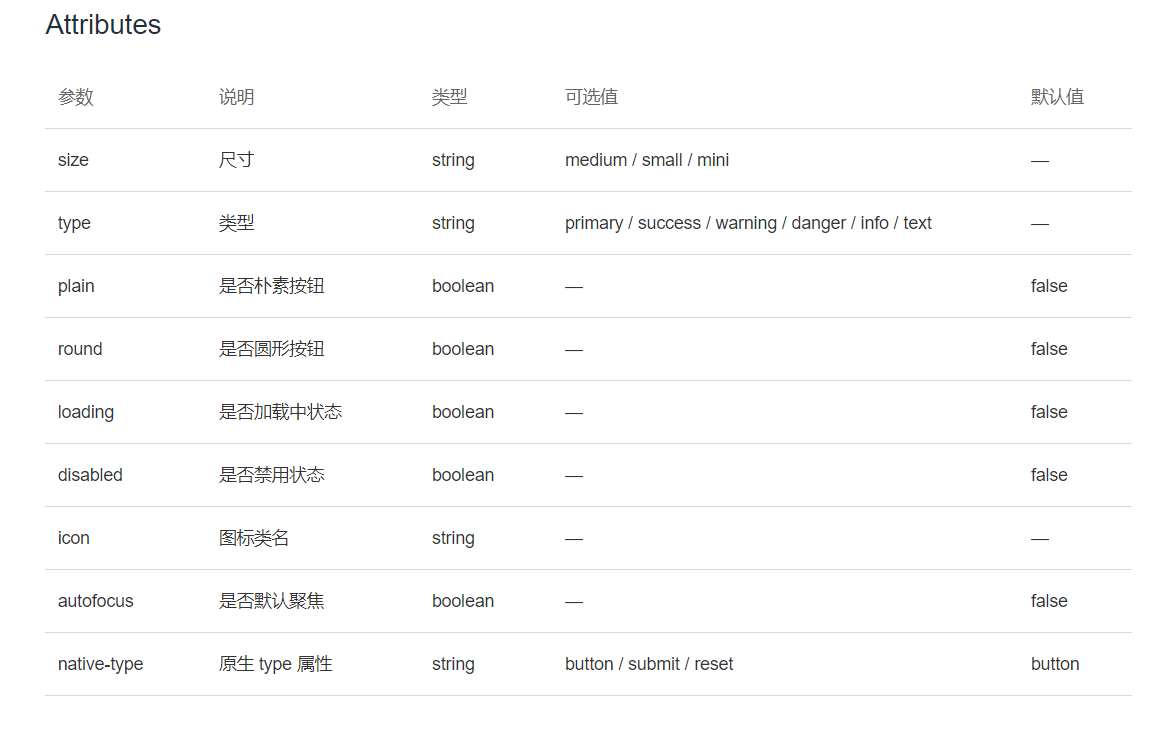 Attributes
参数 说明 类型 可选值 默认值
size 尺寸 string medium / small / mini —
type 类型 string primary / success / warning / danger / info / text —
plain 是否朴素按钮 boolean — false
round 是否圆形按钮 boolean — false
loading 是否加载中状态 boolean — false
disabled 是否禁用状态 boolean — false
icon 图标类名 string — —
autofocus 是否默认聚焦 boolean — false
native-type 原生 type 属性 string button / submit / reset button